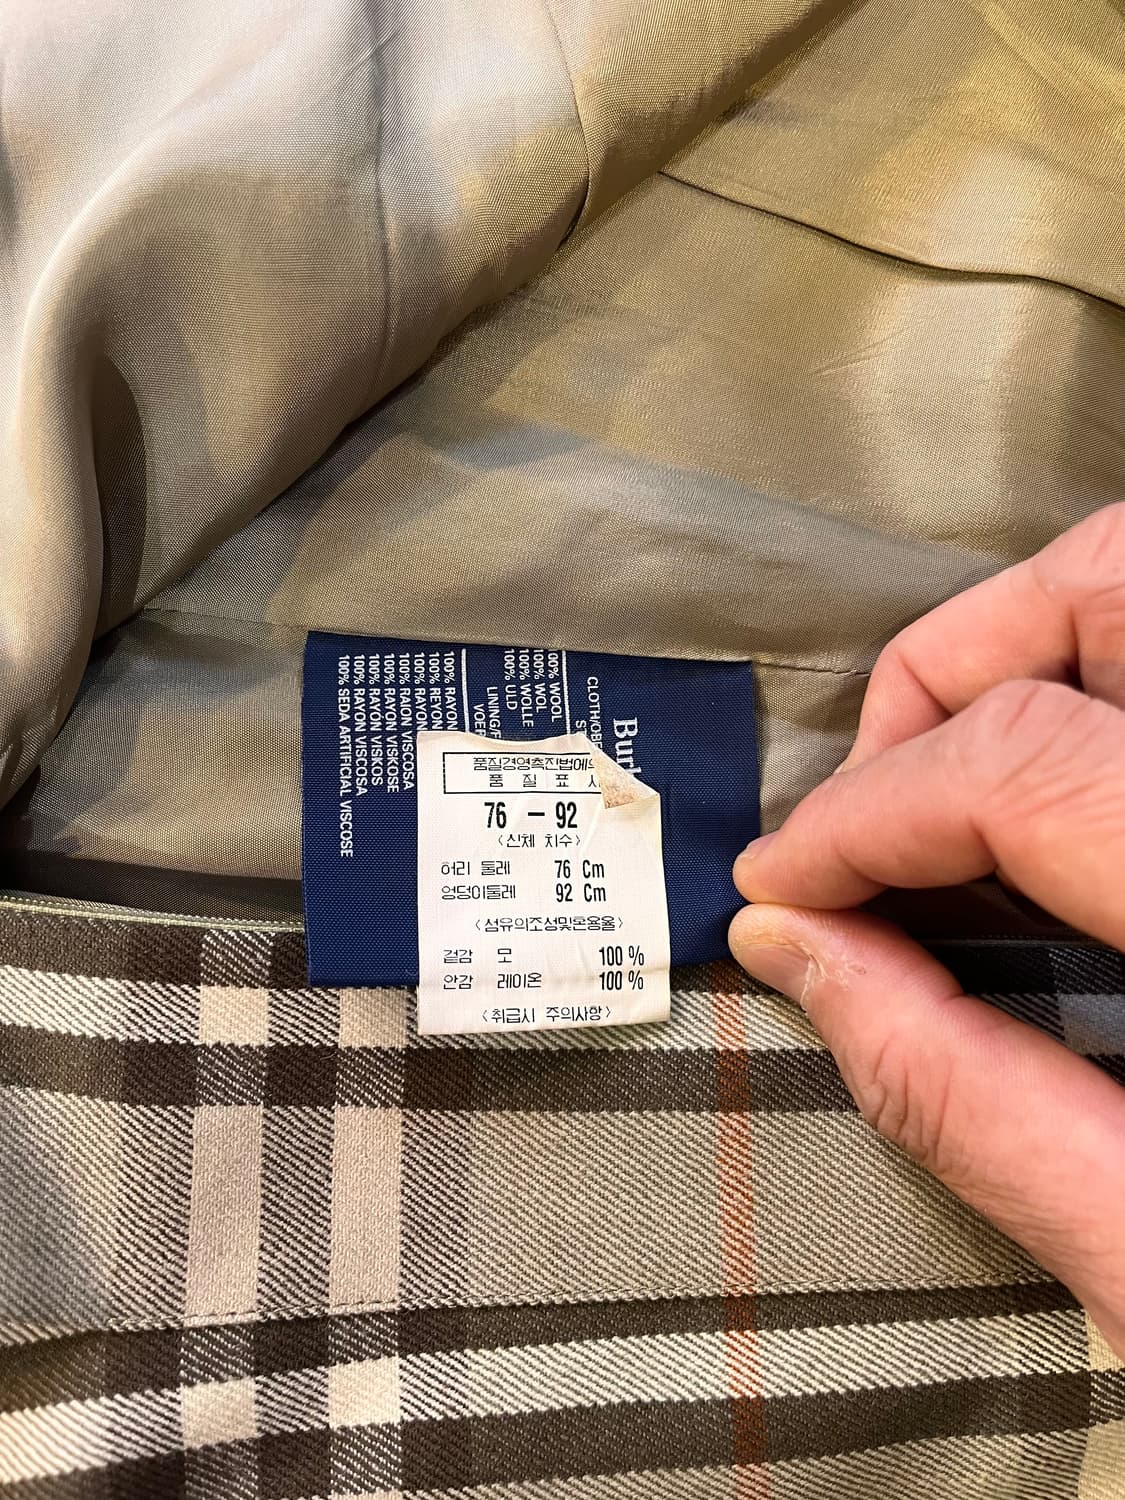 Bur
CLOTH/OB
100% WOOL
100% WOL
100% WOLLE
100% ULD
LINING/
VOE
100% RAYON
100% REYON
100% RAYON
100% RAION VISCOSA
100% RAYON VISKOSE
100% RAYON VISKOS
100% RAYON VISCOSA
100% SEDA ARTIFICIAL VISCOSE
품질경영촉진법에의
품 질 표 시
76 - 92
<신체 치수>
허리 둘레 76 Cm
엉덩이둘레 92 Cm
<섬유의조성및혼용율>
겉감 모 100 %
안감 레이온 100 %
<취급시 주의사항>